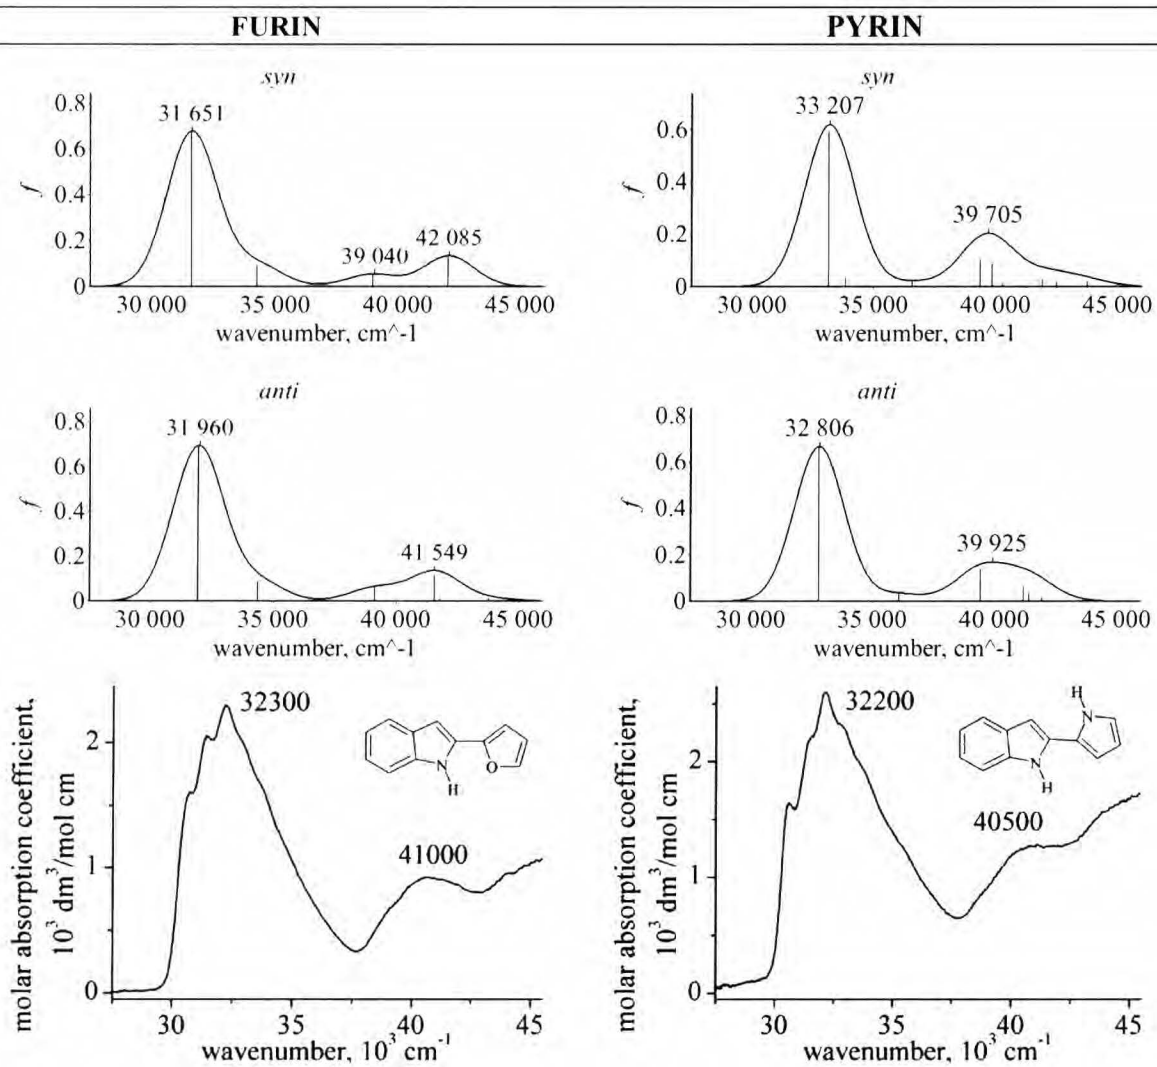 FURIN
PYRIN
syn
0.8
0.6
0.4
0.2
0
f
31 651
39 040
42 085
30 000 35 000 40 000 45 000
wavenumber, cm^-1
syn
0.6
0.4
0.2
0
f
33 207
39 705
30 000 35 000 40 000 45 000
wavenumber, cm^-1
anti
0.8
0.6
0.4
0.2
0
f
31 960
41 549
30 000 35 000 40 000 45 000
wavenumber, cm^-1
anti
0.8
0.6
0.4
0.2
0
f
32 806
39 925
30 000 35 000 40 000 45 000
wavenumber, cm^-1
molar absorption coefficient,
10³ dm³/mol cm
2
1
0
32300
41000
N
H
O
30 35 40 45
wavenumber, 10³ cm⁻¹
molar absorption coefficient,
10³ dm³/mol cm
2
1
0
32200
40500
H
N
N
H
30 35 40 45
wavenumber, 10³ cm⁻¹